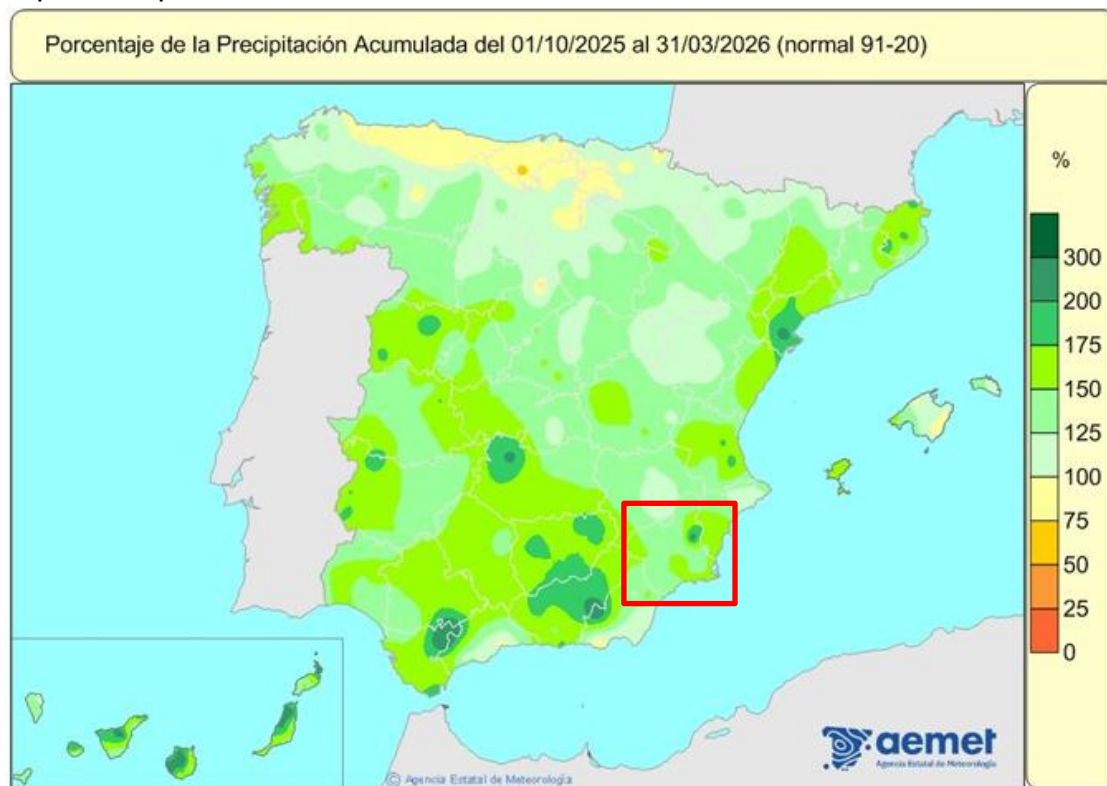 Porcentaje de la Precipitación Acumulada del 01/10/2025 al 31/03/2026 (normal 91-20)
%
300
200
175
150
125
100
75
50
25
0
aemet
Agencia Estatal de Meteorología
© Agencia Estatal de Meteorología